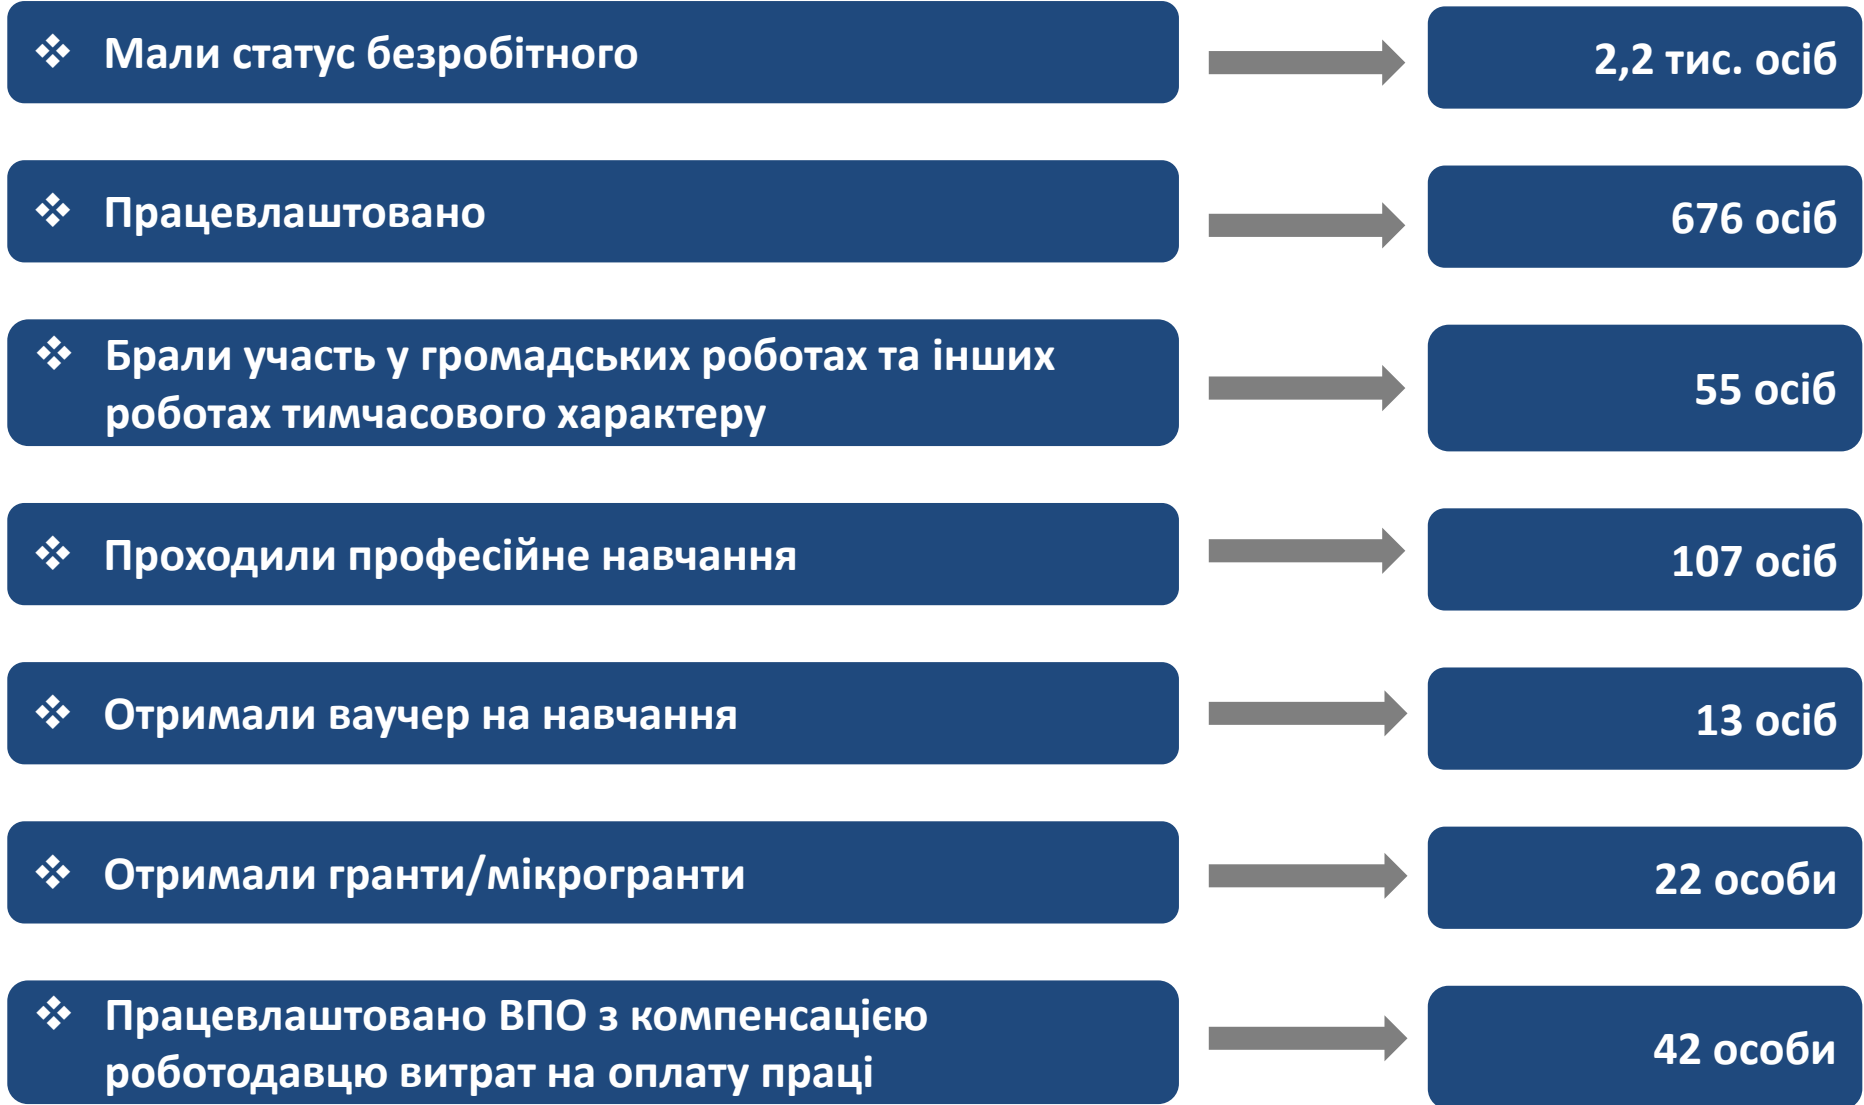 ❖ Мали статус безробітного
2,2 тис. осіб
❖ Працевлаштовано
676 осіб
❖ Брали участь у громадських роботах та інших
роботах тимчасового характеру
55 осіб
❖ Проходили професійне навчання
107 осіб
❖ Отримали ваучер на навчання
13 осіб
❖ Отримали гранти/мікрогранти
22 особи
❖ Працевлаштовано ВПО з компенсацією
роботодавцю витрат на оплату праці
42 особи